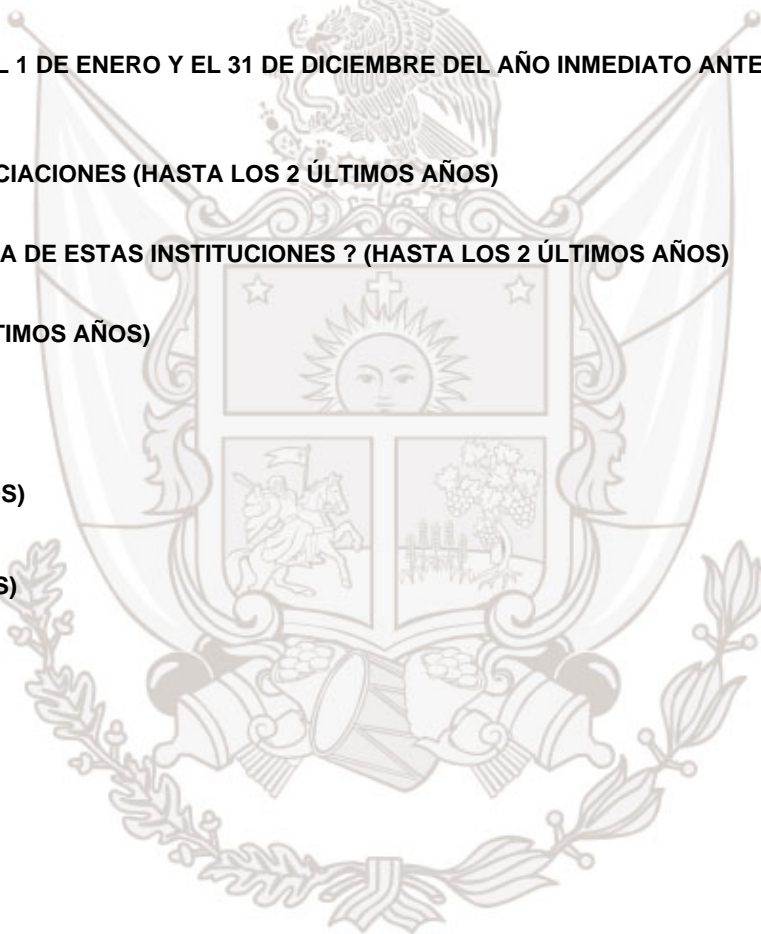 L 1 DE ENERO Y EL 31 DE DICIEMBRE DEL AÑO INMEDIATO ANTE
CIACIONES (HASTA LOS 2 ÚLTIMOS AÑOS)
A DE ESTAS INSTITUCIONES ? (HASTA LOS 2 ÚLTIMOS AÑOS)
TIMOS AÑOS)
OS)
S)